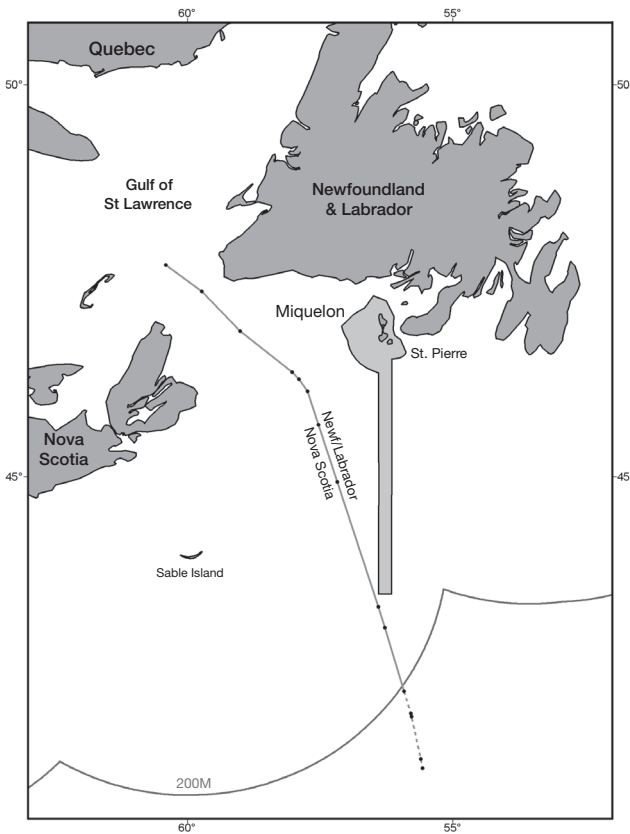 60°
55°
Quebec
50°
50
Gulf of
St Lawrence
Newfoundland
& Labrador
Miquelon
St. Pierre
Nova
Scotia
Newf/Labrador
Nova Scotia
45°
45
Sable Island
200M
60°
55°